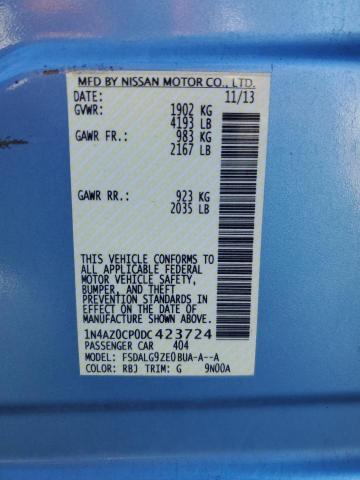 MFD BY NISSAN MOTOR CO., LTD.
DATE: 11/13
GVWR: 1902 KG
4193 LB
GAWR FR.: 983 KG
2167 LB
GAWR RR.: 923 KG
2035 LB
THIS VEHICLE CONFORMS TO
ALL APPLICABLE FEDERAL
MOTOR VEHICLE SAFETY,
BUMPER, AND THEFT
PREVENTION STANDARDS IN
EFFECT ON THE DATE OF
MANUFACTURE SHOWN ABOVE.
1N4AZ0CP0DC423724
PASSENGER CAR 404
MODEL: FSDALG9ZE0BUA-A--A
COLOR: RBJ TRIM: G 9N00A